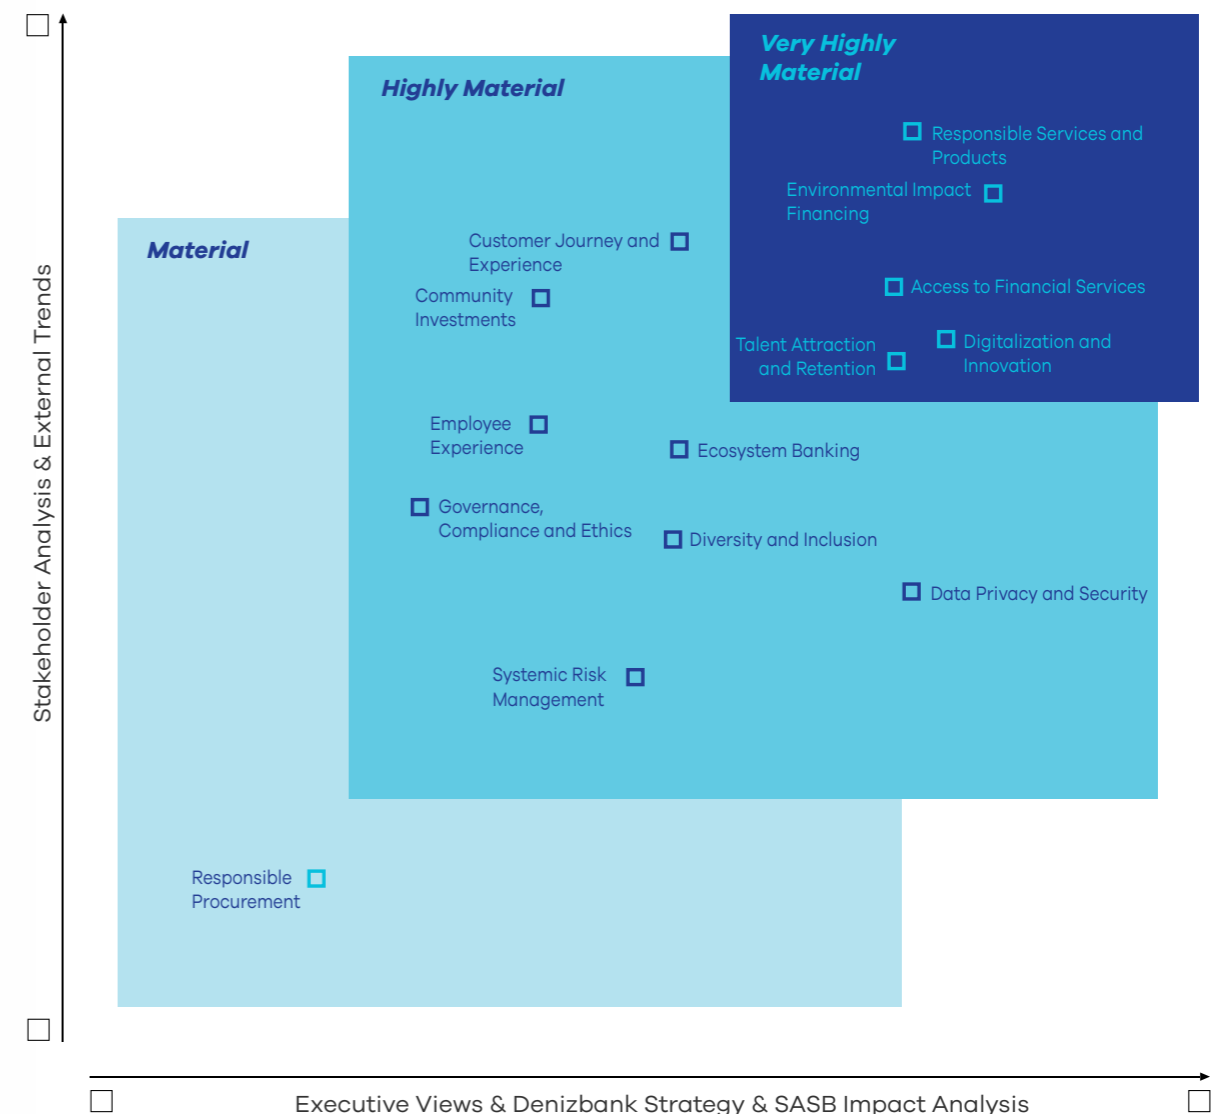 Very Highly
Material
Highly Material
Responsible Services and
Products
Environmental Impact
Financing
Material
Customer Journey and
Experience
Community
Investments
Access to Financial Services
Talent Attraction
and Retention
Digitalization and
Innovation
Employee
Experience
Ecosystem Banking
Governance,
Compliance and Ethics
Diversity and Inclusion
Data Privacy and Security
Systemic Risk
Management
Responsible
Procurement
Stakeholder Analysis & External Trends
Executive Views & Denizbank Strategy & SASB Impact Analysis